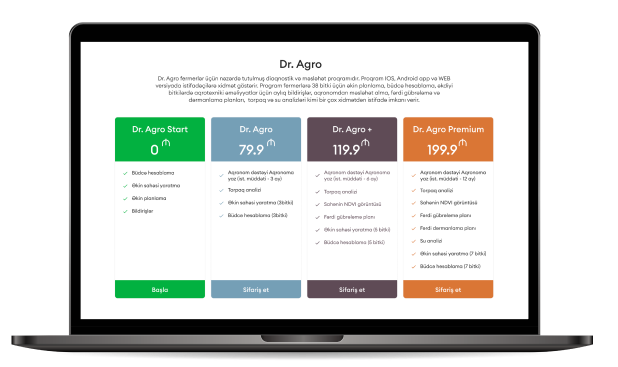 Dr. Agro
Dr. Agro fermerlər üçün nəzərdə tutulmuş diaqnostik və məsləhət proqramıdır. Proqram IOS, Android app və WEB
versiyada istifadəçilərə xidmət göstərir. Proqram fermerlərə 38 bitki üçün əkin planlama, büdcə hesablama, əkdiyi
bitkilərdə aqrotexniki əməliyyatlar üçün aylıq bildirişlər, aqronomdan məsləhət alma, fərdi gübrələmə və
dərmanlama planları, torpaq və su analizləri kimi bir çox xidmətdən istifadə imkanı verir.
Dr. Agro Start
0 ₼
Büdcə hesablama
Əkin sahəsi yaratma
Əkin planlama
Bildirişlər
Başla
Dr. Agro
79.9 ₼
Aqronom dəstəyi Aqronoma
yaz (ist. müddəti - 3 ay)
Torpaq analizi
Əkin sahəsi yaratma (3bitki)
Büdcə hesablama (3bitki)
Sifariş et
Dr. Agro +
119.9 ₼
Aqronom dəstəyi Aqronoma
yaz (ist. müddəti - 6 ay)
Torpaq analizi
Sahənin NDVI görüntüsü
Fərdi gübrələmə planı
Əkin sahəsi yaratma (5 bitki)
Büdcə hesablama (5 bitki)
Sifariş et
Dr. Agro Premium
199.9 ₼
Aqronom dəstəyi Aqronoma
yaz (ist. müddəti - 12 ay)
Torpaq analizi
Sahənin NDVI görüntüsü
Fərdi gübrələmə planı
Fərdi dərmanlama planı
Su analizi
Əkin sahəsi yaratma (7 bitki)
Büdcə hesablama (7 bitki)
Sifariş et